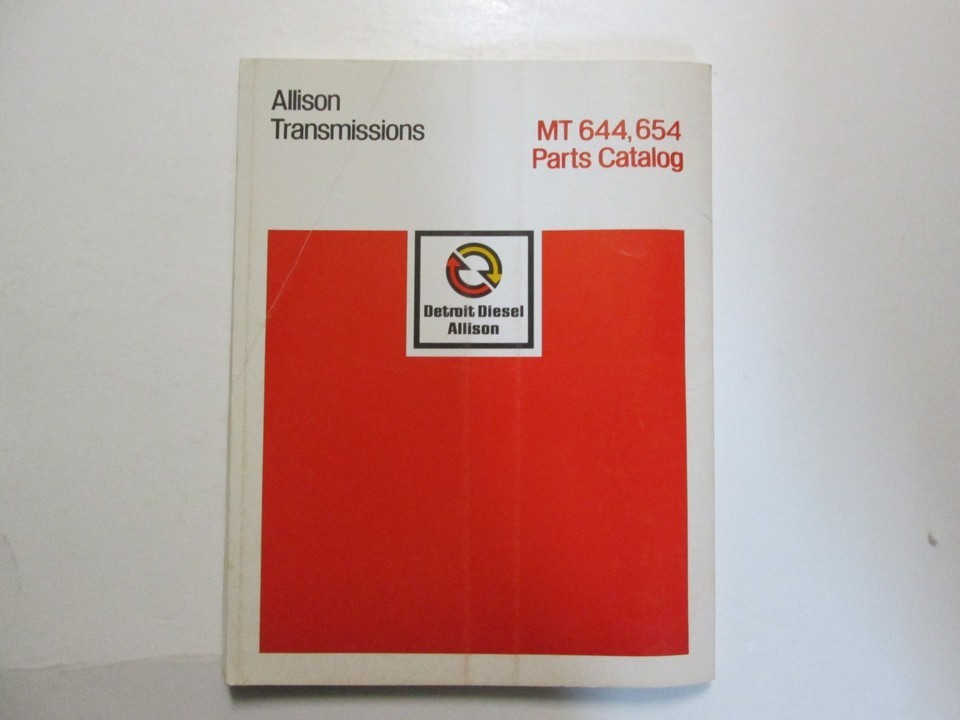 Allison
Transmissions
MT 644, 654
Parts Catalog
Detroit Diesel
Allison